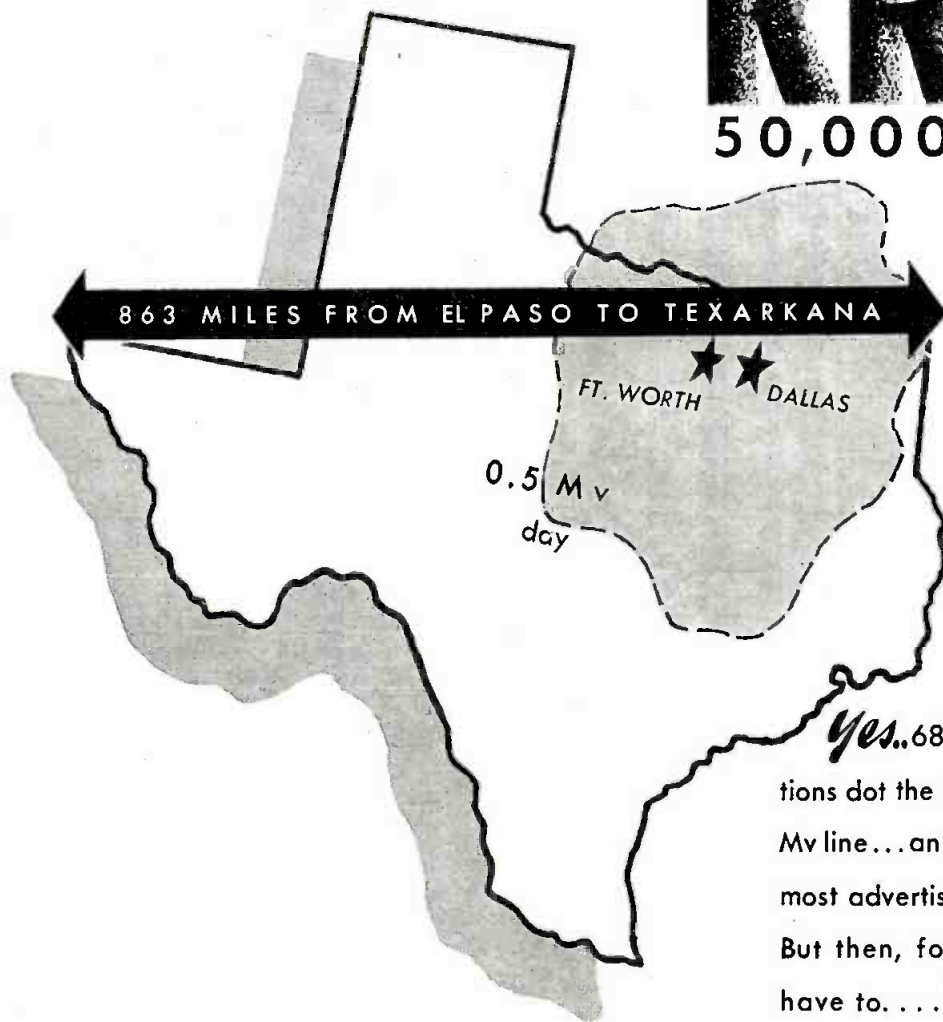 50,000
863 MILES FROM EL PASO TO TEXARKANA
FT. WORTH
DALLAS
0.5 Mv
day
Yes..68
tions dot the
Mv line...an
most advertis
But then, fo
have to....